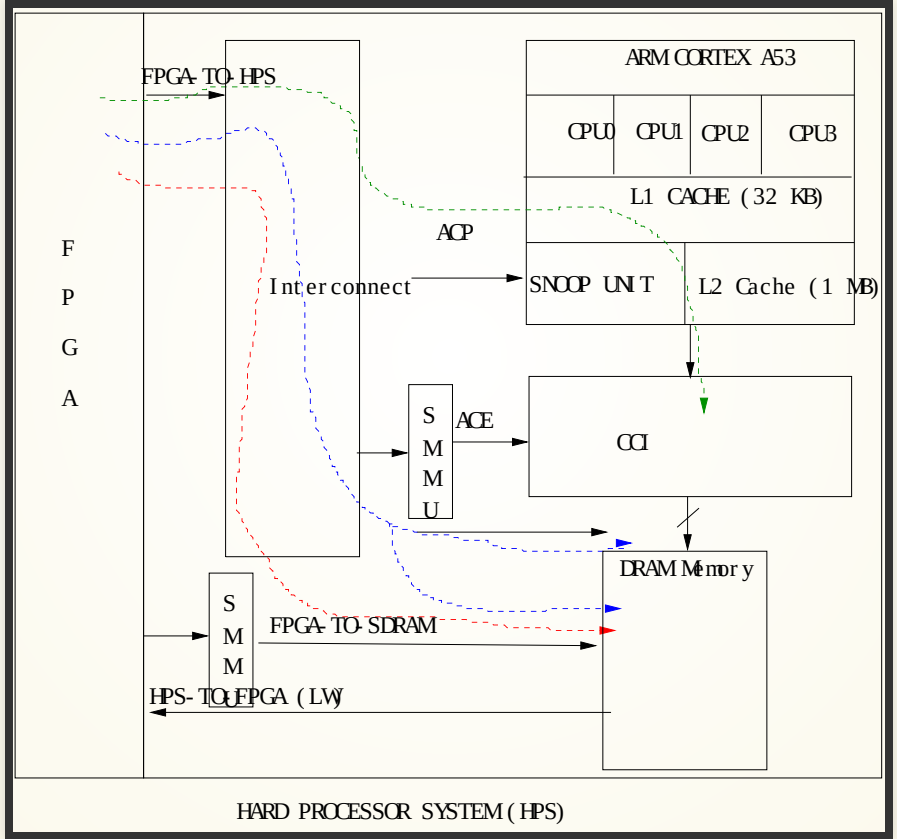 FPGA-TO-HPS
ARM CORTEX A53
CPU0 CPU1 CPU2 CPU3
L1 CACHE (32 KB)
ACP
F
P
G
A
Interconnect
SNOOP UNIT
L2 Cache (1 MB)
S
M
M
U
ACE
CCI
DRAM Memory
S
M
M
U
FPGA-TO-SDRAM
HPS-TO-FPGA (LW)
HARD PROCESSOR SYSTEM (HPS)